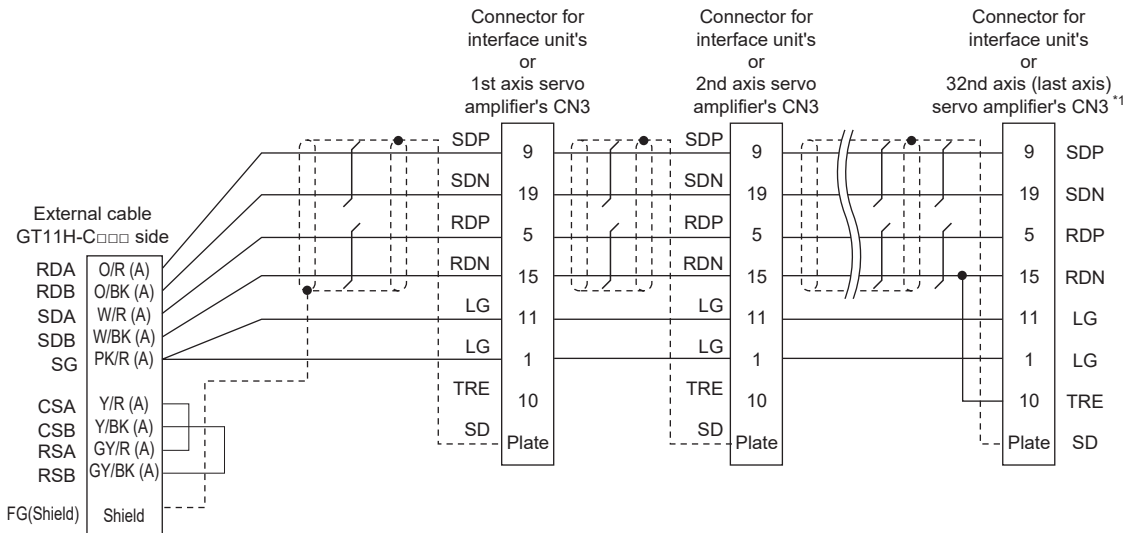 Connector for
interface unit's
or
1st axis servo
amplifier's CN3
Connector for
interface unit's
or
2nd axis servo
amplifier's CN3
Connector for
interface unit's
or
32nd axis (last axis)
servo amplifier's CN3 *1
External cable
GT11H-C□□□ side
RDA O/R (A)
RDB O/BK (A)
SDA W/R (A)
SDB W/BK (A)
SG PK/R (A)
CSA Y/R (A)
CSB Y/BK (A)
RSA GY/R (A)
RSB GY/BK (A)
FG(Shield) Shield
SDP 9 SDP 9 9 SDP
SDN 19 SDN 19 19 SDN
RDP 5 RDP 5 5 RDP
RDN 15 RDN 15 15 RDN
LG 11 LG 11 11 LG
LG 1 LG 1 1 LG
TRE 10 TRE 10 10 TRE
SD Plate SD Plate Plate SD